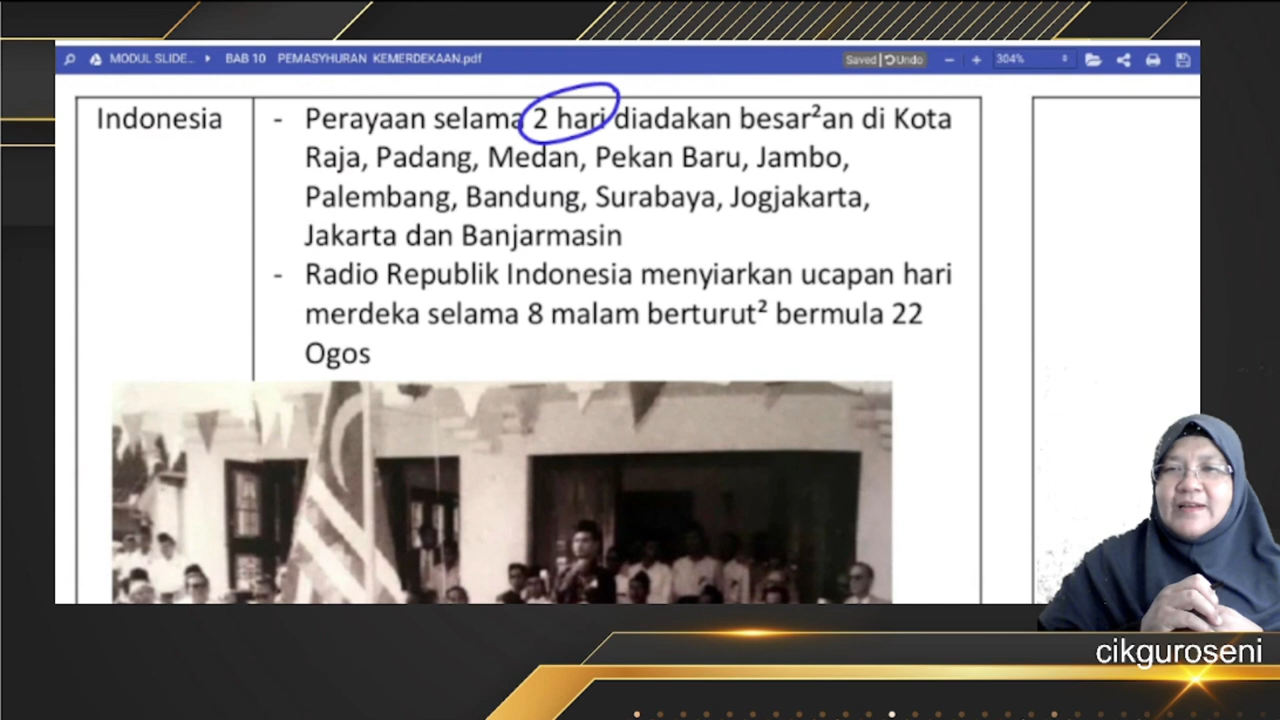 MODUL SLIDE... BAB 10 PEMASYHURAN KEMERDEKAAN.pdf Saved Undo 304%
Indonesia - Perayaan selama 2 hari diadakan besar²an di Kota
Raja, Padang, Medan, Pekan Baru, Jambo,
Palembang, Bandung, Surabaya, Jogjakarta,
Jakarta dan Banjarmasin
- Radio Republik Indonesia menyiarkan ucapan hari
merdeka selama 8 malam berturut² bermula 22
Ogos
cikguroseni